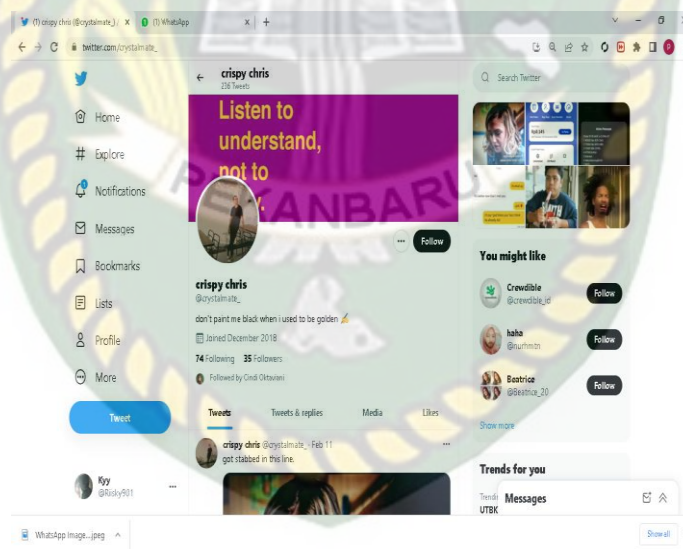 (1) crispy chris (@crystalmate_) /
(1) WhatsApp
twitter.com/crystalmate_
crispy chris
236 Tweets
Search Twitter
Listen to
understand,
not to
PEKANBARU
Home
Explore
Notifications
Messages
Bookmarks
Lists
Profile
More
Tweet
Kyy
@Riisky901
Follow
crispy chris
@crystalmate_
don't paint me black when i used to be golden
Joined December 2018
74 Following 35 Followers
Followed by Cindi Oktaviani
Tweets Tweets & replies Media Likes
crispy chris @crystalmate_ · Feb 11
got stabbed in this line.
You might like
Crewdible
@crewdible_id
Follow
haha
@nurhmtn
Follow
Beatrice
@Beatrice_20
Follow
Show more
Trends for you
UTBK
Messages
WhatsApp Image....jpeg
Show all